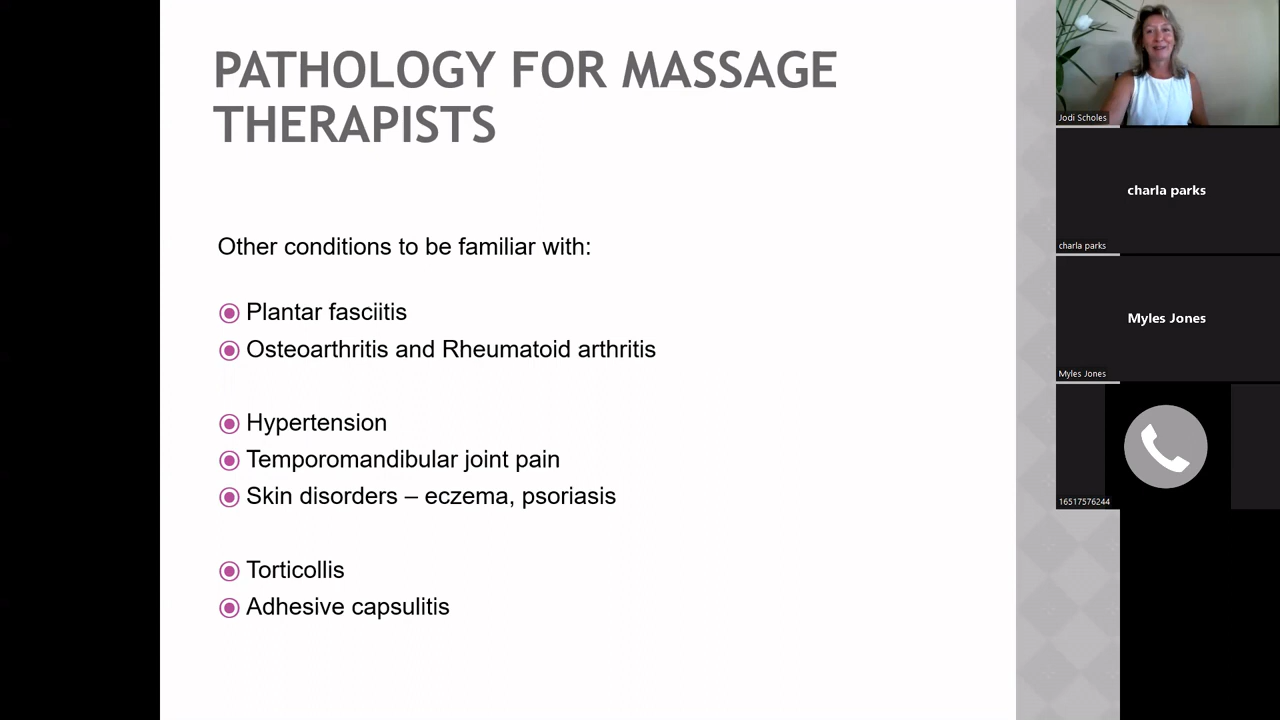 PATHOLOGY FOR MASSAGE
THERAPISTS
Other conditions to be familiar with:
Plantar fasciitis
Osteoarthritis and Rheumatoid arthritis
Hypertension
Temporomandibular joint pain
Skin disorders – eczema, psoriasis
Torticollis
Adhesive capsulitis
Jodi Scholes
charla parks
charla parks
Myles Jones
Myles Jones
16517576244